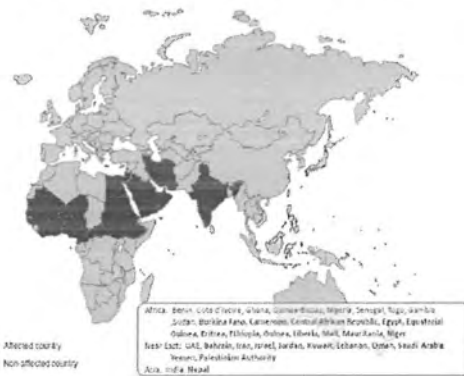 Africa: Benin, Cote d'Ivoire, Ghana, Guinea-Bissau, Nigeria, Senegal, Togo, Gambia
,Sudan, Burkina Faso, Cameroon, Central African Republic, Egypt, Equatorial
Guinea, Eritrea, Ethiopia, Guinea, Liberia, Mali, Mauritania, Niger
Near East: UAE, Bahrain, Iran, Israel, Jordan, Kuwait, Lebanon, Oman, Saudi Arabia
Yemen, Palestinian Authority
Asia: India, Nepal
Affected country
Non-affected country